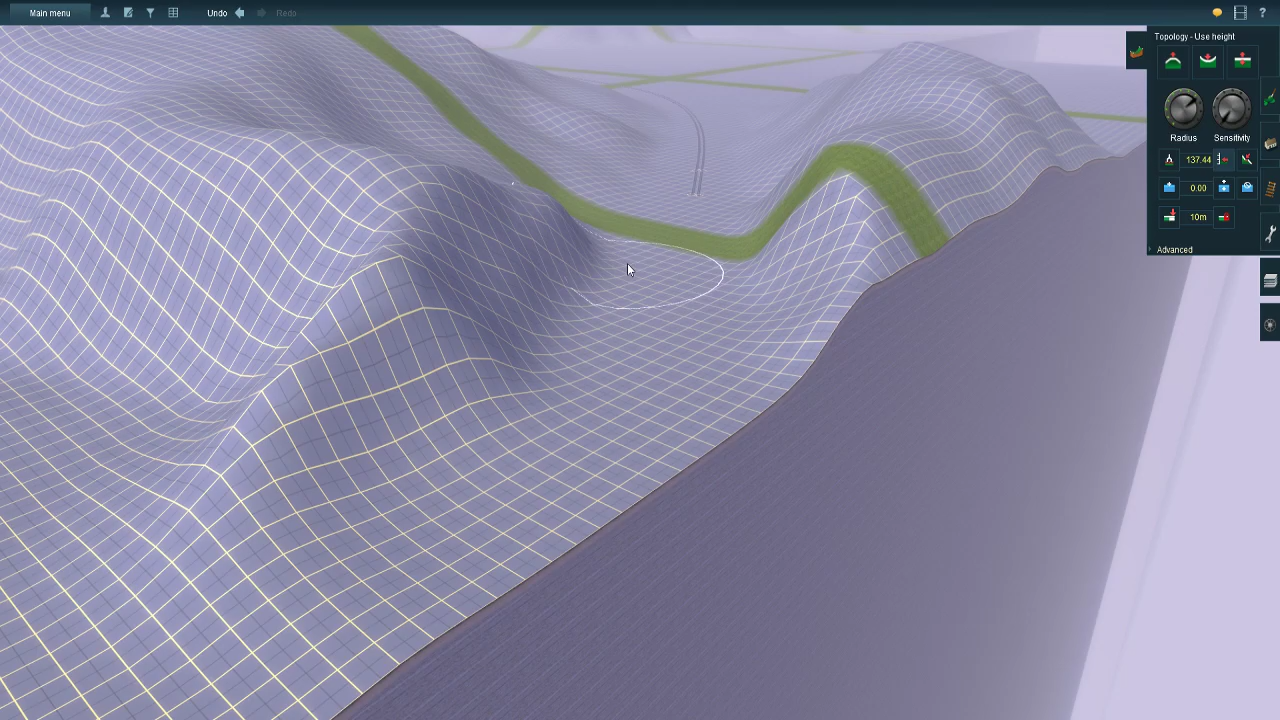 Main menu
Undo
Redo
?
Topology - Use height
Radius
Sensitivity
137.44
0.00
10m
Advanced